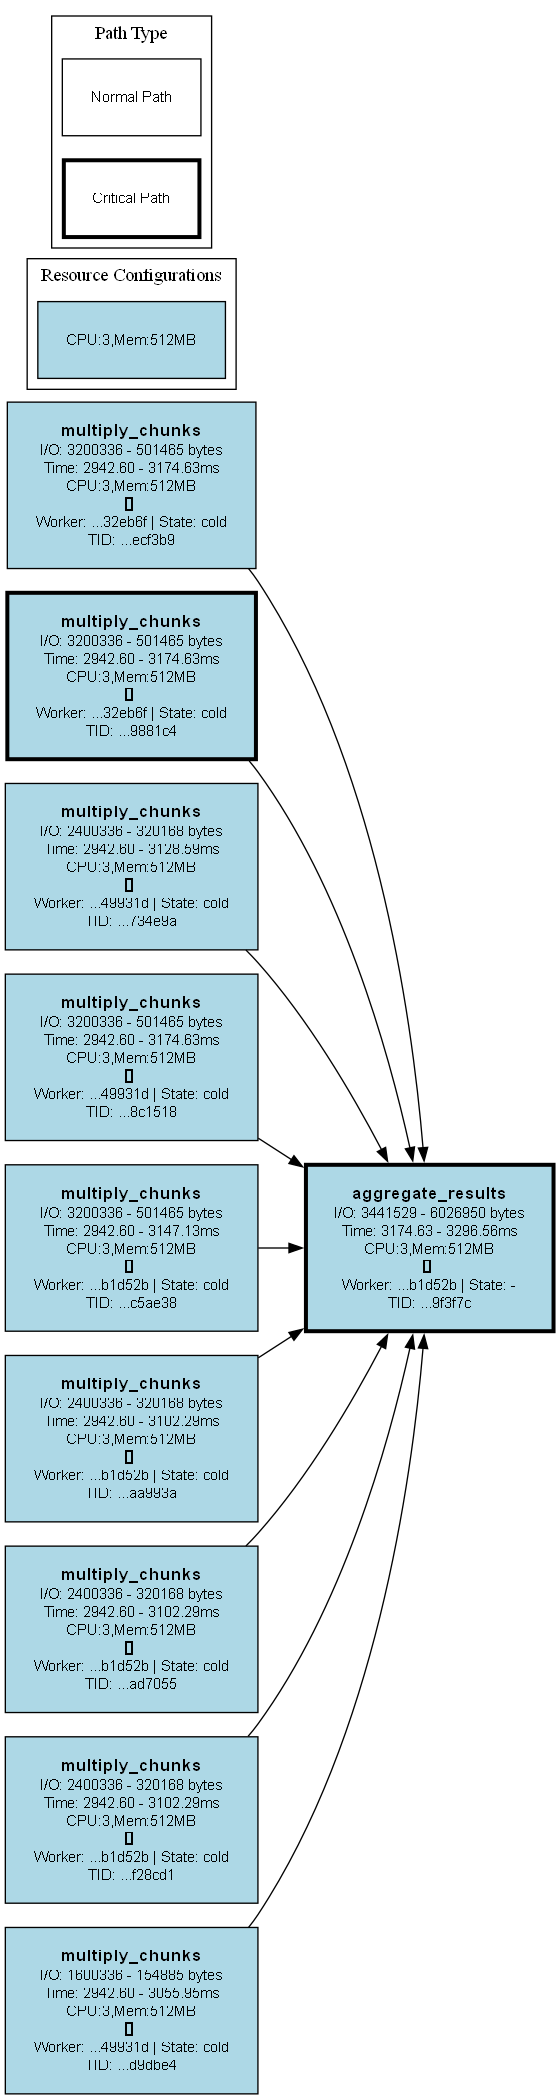 Path Type
Normal Path
Critical Path
Resource Configurations
CPU:3,Mem:512MB
multiply_chunks
I/O: 3200336 - 501465 bytes
Time: 2942.60 - 3174.63ms
CPU:3,Mem:512MB
[]
Worker: ...32eb6f | State: cold
TID: ...ecf3b9
multiply_chunks
I/O: 3200336 - 501465 bytes
Time: 2942.60 - 3174.63ms
CPU:3,Mem:512MB
[]
Worker: ...32eb6f | State: cold
TID: ...9881c4
multiply_chunks
I/O: 2400336 - 320168 bytes
Time: 2942.60 - 3128.59ms
CPU:3,Mem:512MB
[]
Worker: ...49931d | State: cold
TID: ...734e9a
multiply_chunks
I/O: 3200336 - 501465 bytes
Time: 2942.60 - 3174.63ms
CPU:3,Mem:512MB
[]
Worker: ...49931d | State: cold
TID: ...8c1518
multiply_chunks
I/O: 3200336 - 501465 bytes
Time: 2942.60 - 3147.13ms
CPU:3,Mem:512MB
[]
Worker: ...b1d52b | State: cold
TID: ...c5ae38
aggregate_results
I/O: 3441529 - 6026950 bytes
Time: 3174.63 - 3296.56ms
CPU:3,Mem:512MB
[]
Worker: ...b1d52b | State: -
TID: ...9f3f7c
multiply_chunks
I/O: 2400336 - 320168 bytes
Time: 2942.60 - 3102.29ms
CPU:3,Mem:512MB
[]
Worker: ...b1d52b | State: cold
TID: ...aa993a
multiply_chunks
I/O: 2400336 - 320168 bytes
Time: 2942.60 - 3102.29ms
CPU:3,Mem:512MB
[]
Worker: ...b1d52b | State: cold
TID: ...ad7055
multiply_chunks
I/O: 2400336 - 320168 bytes
Time: 2942.60 - 3102.29ms
CPU:3,Mem:512MB
[]
Worker: ...b1d52b | State: cold
TID: ...f28cd1
multiply_chunks
I/O: 1600336 - 154885 bytes
Time: 2942.60 - 3055.95ms
CPU:3,Mem:512MB
[]
Worker: ...49931d | State: cold
TID: ...d9dbe4